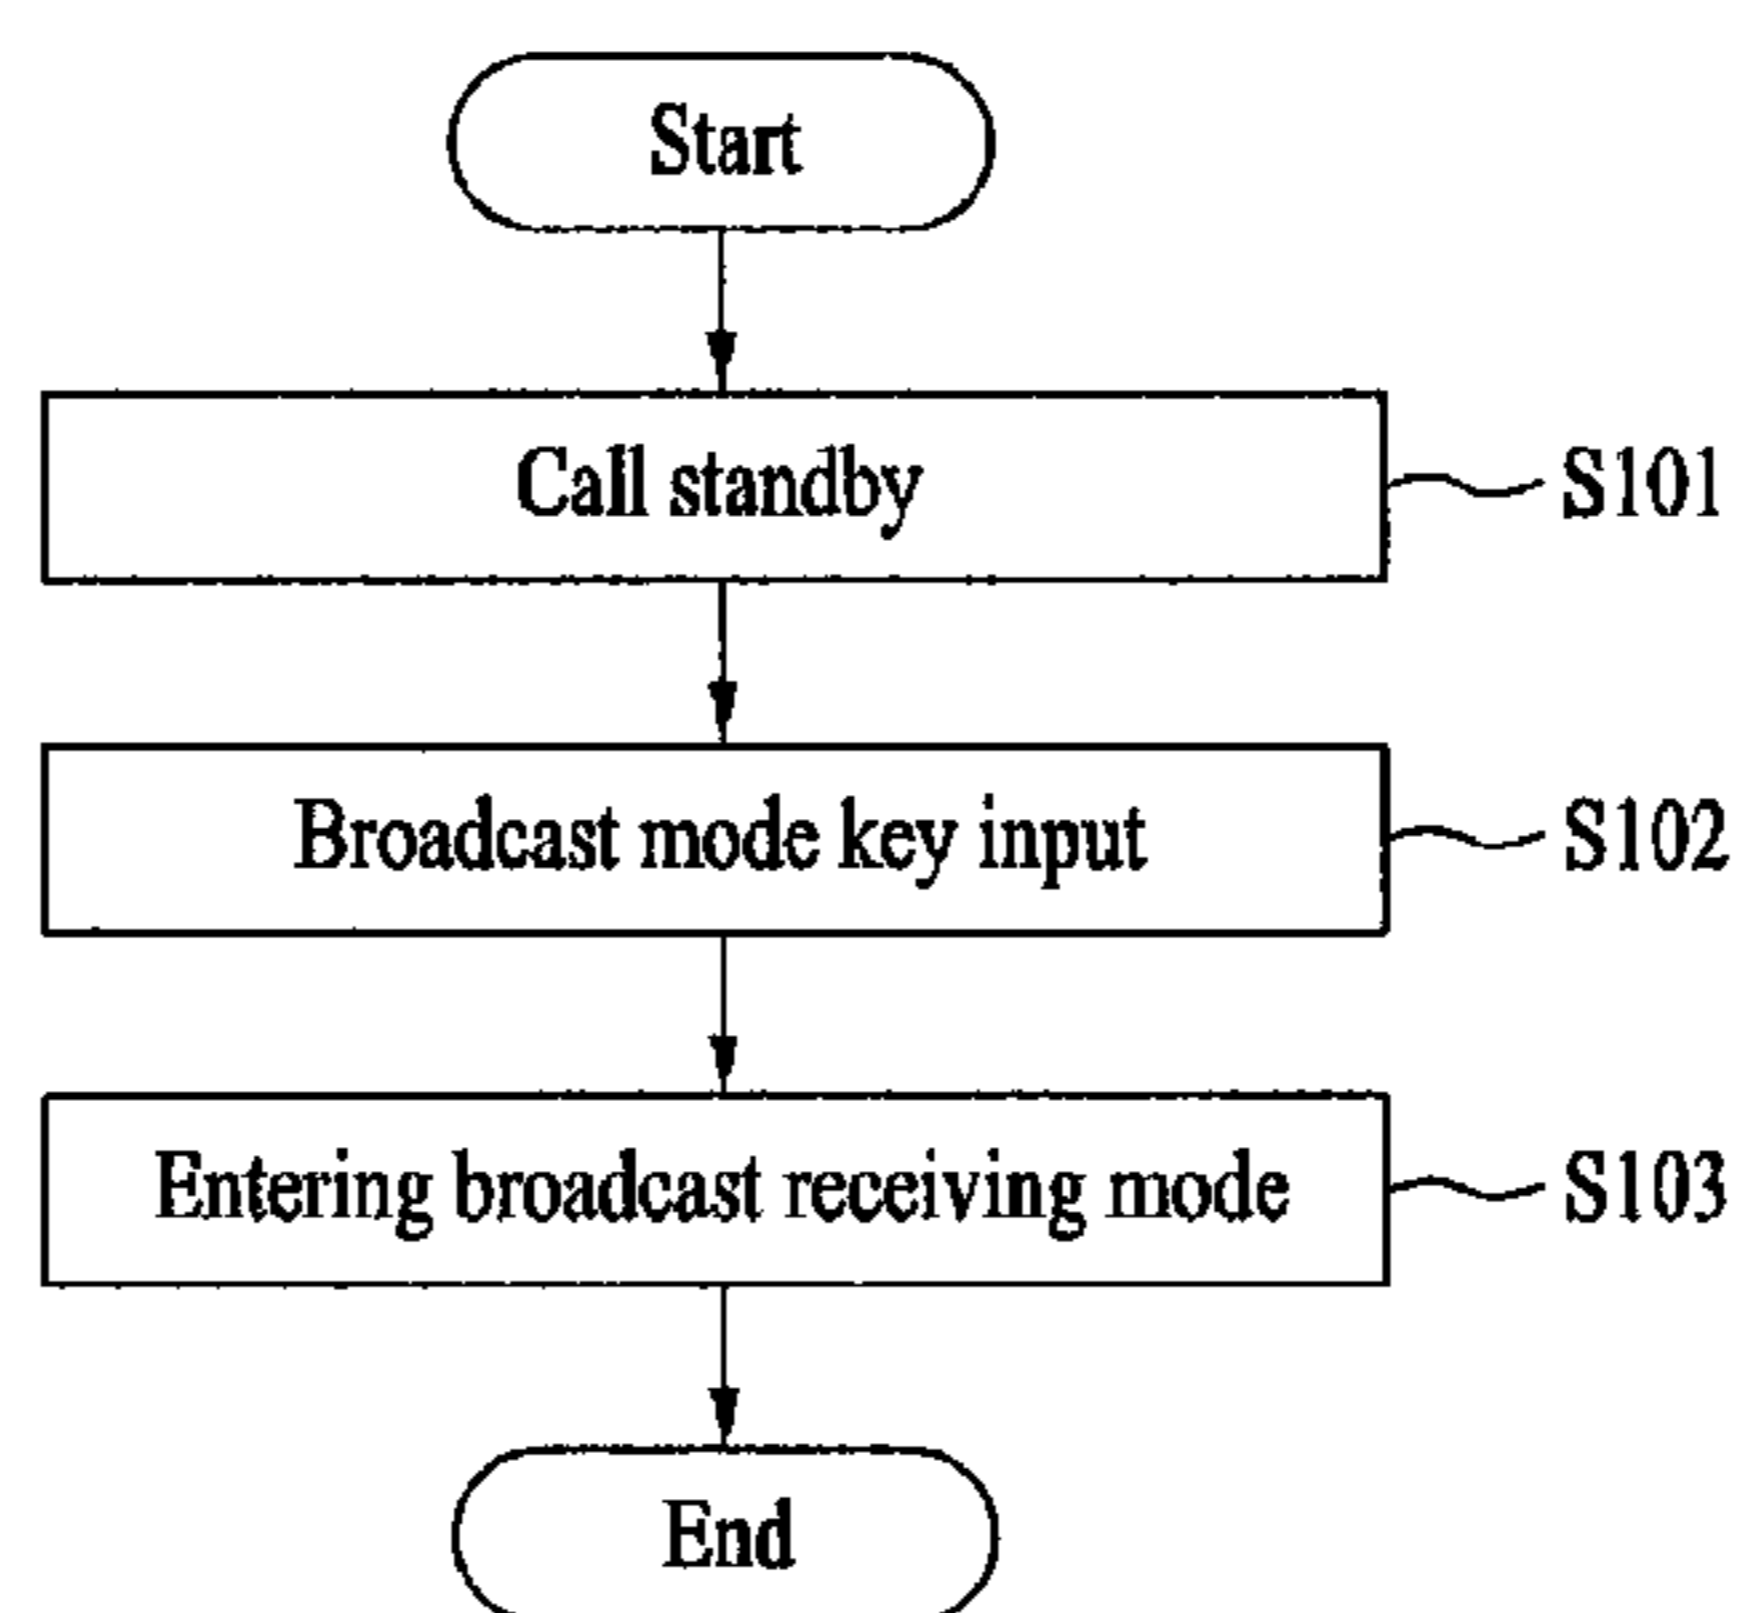 Start
Call standby
S101
Broadcast mode key input
S102
Entering broadcast receiving mode
S103
End